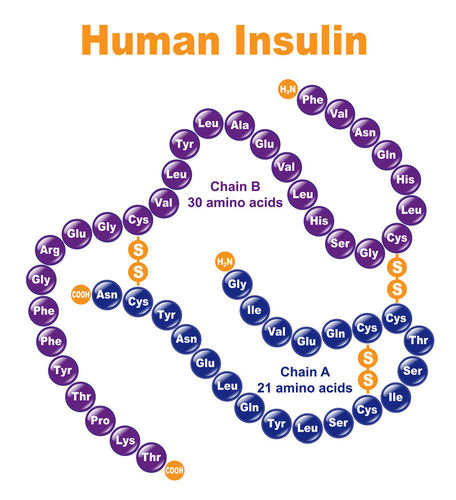 Human Insulin
H₂N
Phe
Val
Asn
Gln
His
Leu
Cys
Gly
Ser
His
Leu
Val
Glu
Ala
Leu
Tyr
Leu
Val
Cys
Gly
Glu
Arg
Gly
Phe
Phe
Tyr
Thr
Pro
Lys
Thr
COOH
Chain B
30 amino acids
S
S
S
S
H₂N
Gly
Ile
Val
Glu
Gln
Cys
Cys
Thr
Ser
Ile
Cys
Ser
Leu
Tyr
Gln
Leu
Glu
Asn
Tyr
Cys
Asn
COOH
S
S
Chain A
21 amino acids